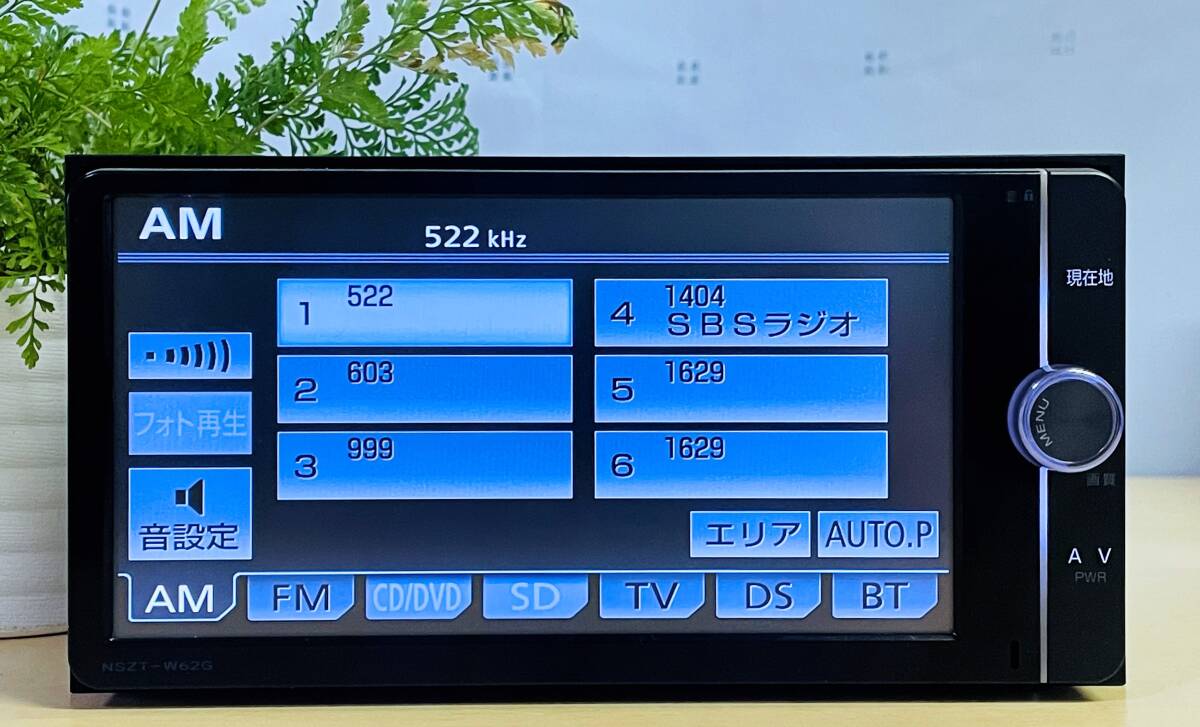 AM
522 kHz
1 522
2 603
3 999
4 1404
SBSラジオ
5 1629
6 1629
フォト再生
音設定
エリア AUTO.P
AM FM CD/DVD SD TV DS BT
現在地
MENU
画質
A V
PWR
NSZT-W62G